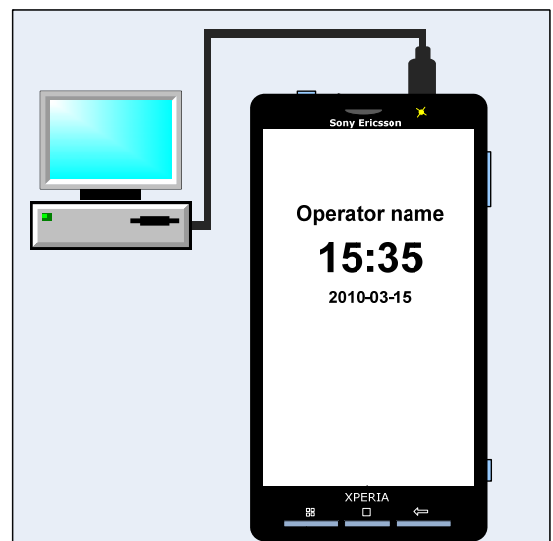 Sony Ericsson
Operator name
15:35
2010-03-15
XPERIA